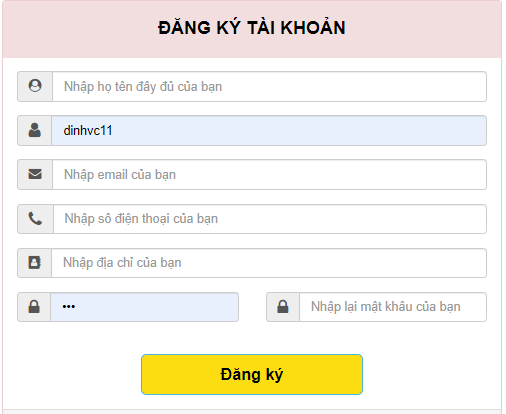 ĐĂNG KÝ TÀI KHOẢN
Nhập họ tên đầy đủ của bạn
dinhvc11
Nhập email của bạn
Nhập số điện thoại của bạn
Nhập địa chỉ của bạn
••• Nhập lại mật khẩu của bạn
Đăng ký